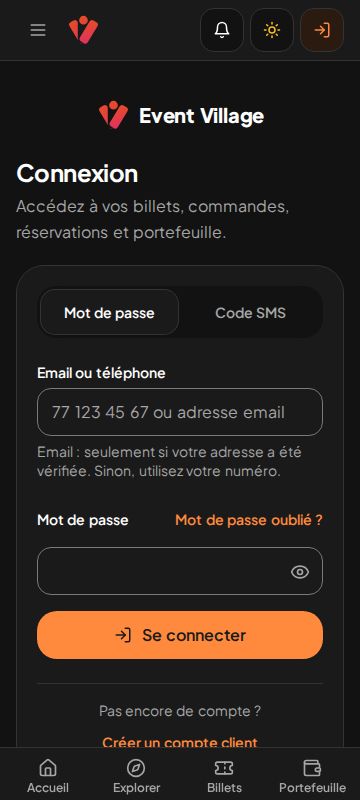 Event Village
Connexion
Accédez à vos billets, commandes,
réservations et portefeuille.
Mot de passe
Code SMS
Email ou téléphone
77 123 45 67 ou adresse email
Email : seulement si votre adresse a été
vérifiée. Sinon, utilisez votre numéro.
Mot de passe
Mot de passe oublié ?
Se connecter
Pas encore de compte ?
Créer un compte client
Accueil
Explorer
Billets
Portefeuille